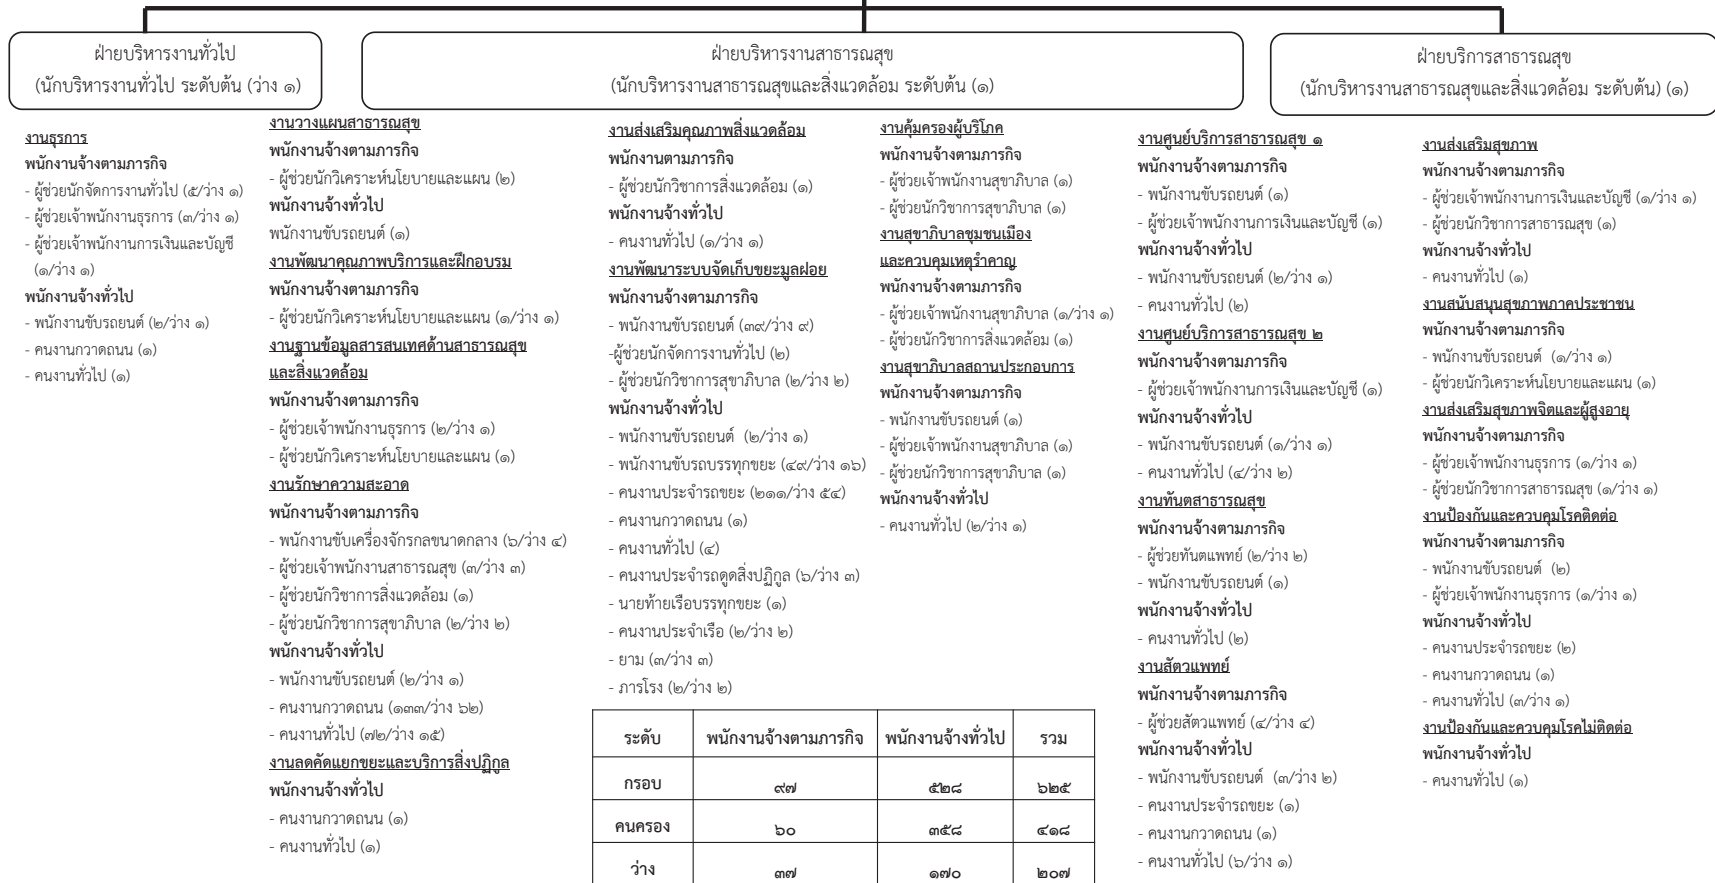 ฝ่ายบริหารงานทั่วไป
(นักบริหารงานทั่วไป ระดับต้น (ว่าง ๑)
ฝ่ายบริหารงานสาธารณสุข
(นักบริหารงานสาธารณสุขและสิ่งแวดล้อม ระดับต้น (๑)
ฝ่ายบริการสาธารณสุข
(นักบริหารงานสาธารณสุขและสิ่งแวดล้อม ระดับต้น) (๑)
งานธุรการ
พนักงานจ้างตามภารกิจ
- ผู้ช่วยนักจัดการงานทั่วไป (๕/ว่าง ๑)
- ผู้ช่วยเจ้าพนักงานธุรการ (๓/ว่าง ๑)
- ผู้ช่วยเจ้าพนักงานการเงินและบัญชี
(๑/ว่าง ๑)
พนักงานจ้างทั่วไป
- พนักงานขับรถยนต์ (๒/ว่าง ๑)
- คนงานกวาดถนน (๑)
- คนงานทั่วไป (๑)
งานวางแผนสาธารณสุข
พนักงานจ้างตามภารกิจ
- ผู้ช่วยนักวิเคราะห์นโยบายและแผน (๒)
พนักงานจ้างทั่วไป
พนักงานขับรถยนต์ (๑)
งานพัฒนาคุณภาพบริการและฝึกอบรม
พนักงานจ้างตามภารกิจ
- ผู้ช่วยนักวิเคราะห์นโยบายและแผน (๑/ว่าง ๑)
งานฐานข้อมูลสารสนเทศด้านสาธารณสุข
และสิ่งแวดล้อม
พนักงานจ้างตามภารกิจ
- ผู้ช่วยเจ้าพนักงานธุรการ (๒/ว่าง ๑)
- ผู้ช่วยนักวิเคราะห์นโยบายและแผน (๑)
งานรักษาความสะอาด
พนักงานจ้างตามภารกิจ
- พนักงานขับเครื่องจักรกลขนาดกลาง (๖/ว่าง ๔)
- ผู้ช่วยเจ้าพนักงานสาธารณสุข (๓/ว่าง ๓)
- ผู้ช่วยนักวิชาการสิ่งแวดล้อม (๑)
- ผู้ช่วยนักวิชาการสุขาภิบาล (๒/ว่าง ๒)
พนักงานจ้างทั่วไป
- พนักงานขับรถยนต์ (๒/ว่าง ๑)
- คนงานกวาดถนน (๑๓๓/ว่าง ๖๒)
- คนงานทั่วไป (๗๒/ว่าง ๑๕)
งานลดคัดแยกขยะและบริการสิ่งปฏิกูล
พนักงานจ้างทั่วไป
- คนงานกวาดถนน (๑)
- คนงานทั่วไป (๑)
งานส่งเสริมคุณภาพสิ่งแวดล้อม
พนักงานตามภารกิจ
- ผู้ช่วยนักวิชาการสิ่งแวดล้อม (๑)
พนักงานจ้างทั่วไป
- คนงานทั่วไป (๑/ว่าง ๑)
งานพัฒนาระบบจัดเก็บขยะมูลฝอย
พนักงานจ้างตามภารกิจ
- พนักงานขับรถยนต์ (๓๙/ว่าง ๙)
-ผู้ช่วยนักจัดการงานทั่วไป (๒)
- ผู้ช่วยนักวิชาการสุขาภิบาล (๒/ว่าง ๒)
พนักงานจ้างทั่วไป
- พนักงานขับรถยนต์ (๒/ว่าง ๑)
- พนักงานขับรถบรรทุกขยะ (๔๙/ว่าง ๑๖)
- คนงานประจำรถขยะ (๒๑๑/ว่าง ๕๔)
- คนงานกวาดถนน (๑)
- คนงานทั่วไป (๔)
- คนงานประจำรถดูดสิ่งปฏิกูล (๖/ว่าง ๓)
- นายท้ายเรือบรรทุกขยะ (๑)
- คนงานประจำเรือ (๒/ว่าง ๒)
- ยาม (๓/ว่าง ๓)
- ภารโรง (๒/ว่าง ๒)
งานคุ้มครองผู้บริโภค
พนักงานจ้างตามภารกิจ
- ผู้ช่วยเจ้าพนักงานสุขาภิบาล (๑)
- ผู้ช่วยนักวิชาการสุขาภิบาล (๑)
งานสุขาภิบาลชุมชนเมือง
และควบคุมเหตุรำคาญ
พนักงานจ้างตามภารกิจ
- ผู้ช่วยเจ้าพนักงานสุขาภิบาล (๑/ว่าง ๑)
- ผู้ช่วยนักวิชาการสิ่งแวดล้อม (๑)
งานสุขาภิบาลสถานประกอบการ
พนักงานจ้างตามภารกิจ
- พนักงานขับรถยนต์ (๑)
- ผู้ช่วยเจ้าพนักงานสุขาภิบาล (๑)
- ผู้ช่วยนักวิชาการสุขาภิบาล (๑)
พนักงานจ้างทั่วไป
- คนงานทั่วไป (๒/ว่าง ๑)
งานศูนย์บริการสาธารณสุข ๑
พนักงานจ้างตามภารกิจ
- พนักงานขับรถยนต์ (๑)
- ผู้ช่วยเจ้าพนักงานการเงินและบัญชี (๑)
พนักงานจ้างทั่วไป
- พนักงานขับรถยนต์ (๒/ว่าง ๑)
- คนงานทั่วไป (๒)
งานศูนย์บริการสาธารณสุข ๒
พนักงานจ้างตามภารกิจ
- ผู้ช่วยเจ้าพนักงานการเงินและบัญชี (๑)
พนักงานจ้างทั่วไป
- พนักงานขับรถยนต์ (๑/ว่าง ๑)
- คนงานทั่วไป (๔/ว่าง ๒)
งานทันตสาธารณสุข
พนักงานจ้างตามภารกิจ
- ผู้ช่วยทันตแพทย์ (๒/ว่าง ๒)
- พนักงานขับรถยนต์ (๑)
พนักงานจ้างทั่วไป
- คนงานทั่วไป (๒)
งานสัตวแพทย์
พนักงานจ้างตามภารกิจ
- ผู้ช่วยสัตวแพทย์ (๔/ว่าง ๔)
พนักงานจ้างทั่วไป
- พนักงานขับรถยนต์ (๓/ว่าง ๒)
- คนงานประจำรถขยะ (๑)
- คนงานกวาดถนน (๑)
- คนงานทั่วไป (๖/ว่าง ๑)
งานส่งเสริมสุขภาพ
พนักงานจ้างตามภารกิจ
- ผู้ช่วยเจ้าพนักงานการเงินและบัญชี (๑/ว่าง ๑)
- ผู้ช่วยนักวิชาการสาธารณสุข (๑)
พนักงานจ้างทั่วไป
- คนงานทั่วไป (๑)
งานสนับสนุนสุขภาพภาคประชาชน
พนักงานจ้างตามภารกิจ
- พนักงานขับรถยนต์ (๑/ว่าง ๑)
- ผู้ช่วยนักวิเคราะห์นโยบายและแผน (๑)
งานส่งเสริมสุขภาพจิตและผู้สูงอายุ
พนักงานจ้างตามภารกิจ
- ผู้ช่วยเจ้าพนักงานธุรการ (๑/ว่าง ๑)
- ผู้ช่วยนักวิชาการสาธารณสุข (๑/ว่าง ๑)
งานป้องกันและควบคุมโรคติดต่อ
พนักงานจ้างตามภารกิจ
- พนักงานขับรถยนต์ (๒)
- ผู้ช่วยเจ้าพนักงานธุรการ (๑/ว่าง ๑)
พนักงานจ้างทั่วไป
- คนงานประจำรถขยะ (๒)
- คนงานกวาดถนน (๑)
- คนงานทั่วไป (๓/ว่าง ๑)
งานป้องกันและควบคุมโรคไม่ติดต่อ
พนักงานจ้างทั่วไป
- คนงานทั่วไป (๑)
ระดับ พนักงานจ้างตามภารกิจ พนักงานจ้างทั่วไป รวม
กรอบ ๙๗ ๕๒๘ ๖๒๕
คนครอง ๖๐ ๓๕๘ ๔๑๘
ว่าง ๓๗ ๑๗๐ ๒๐๗